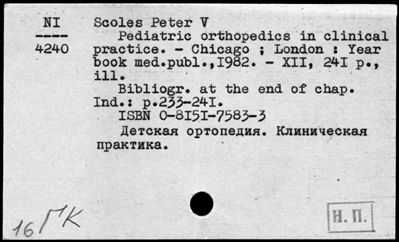 NI
----
4240
Scoles Peter V
Pediatric orthopedics in clinical
practice. – Chicago ; London : Year
book med.publ.,1982. – XII, 241 p.,
ill.
Bibliogr. at the end of chap.
Ind.: p.233-241.
ISBN 0-8151-7583-3
Детская ортопедия. Клиническая
практика.
16 ГК
Н.П.